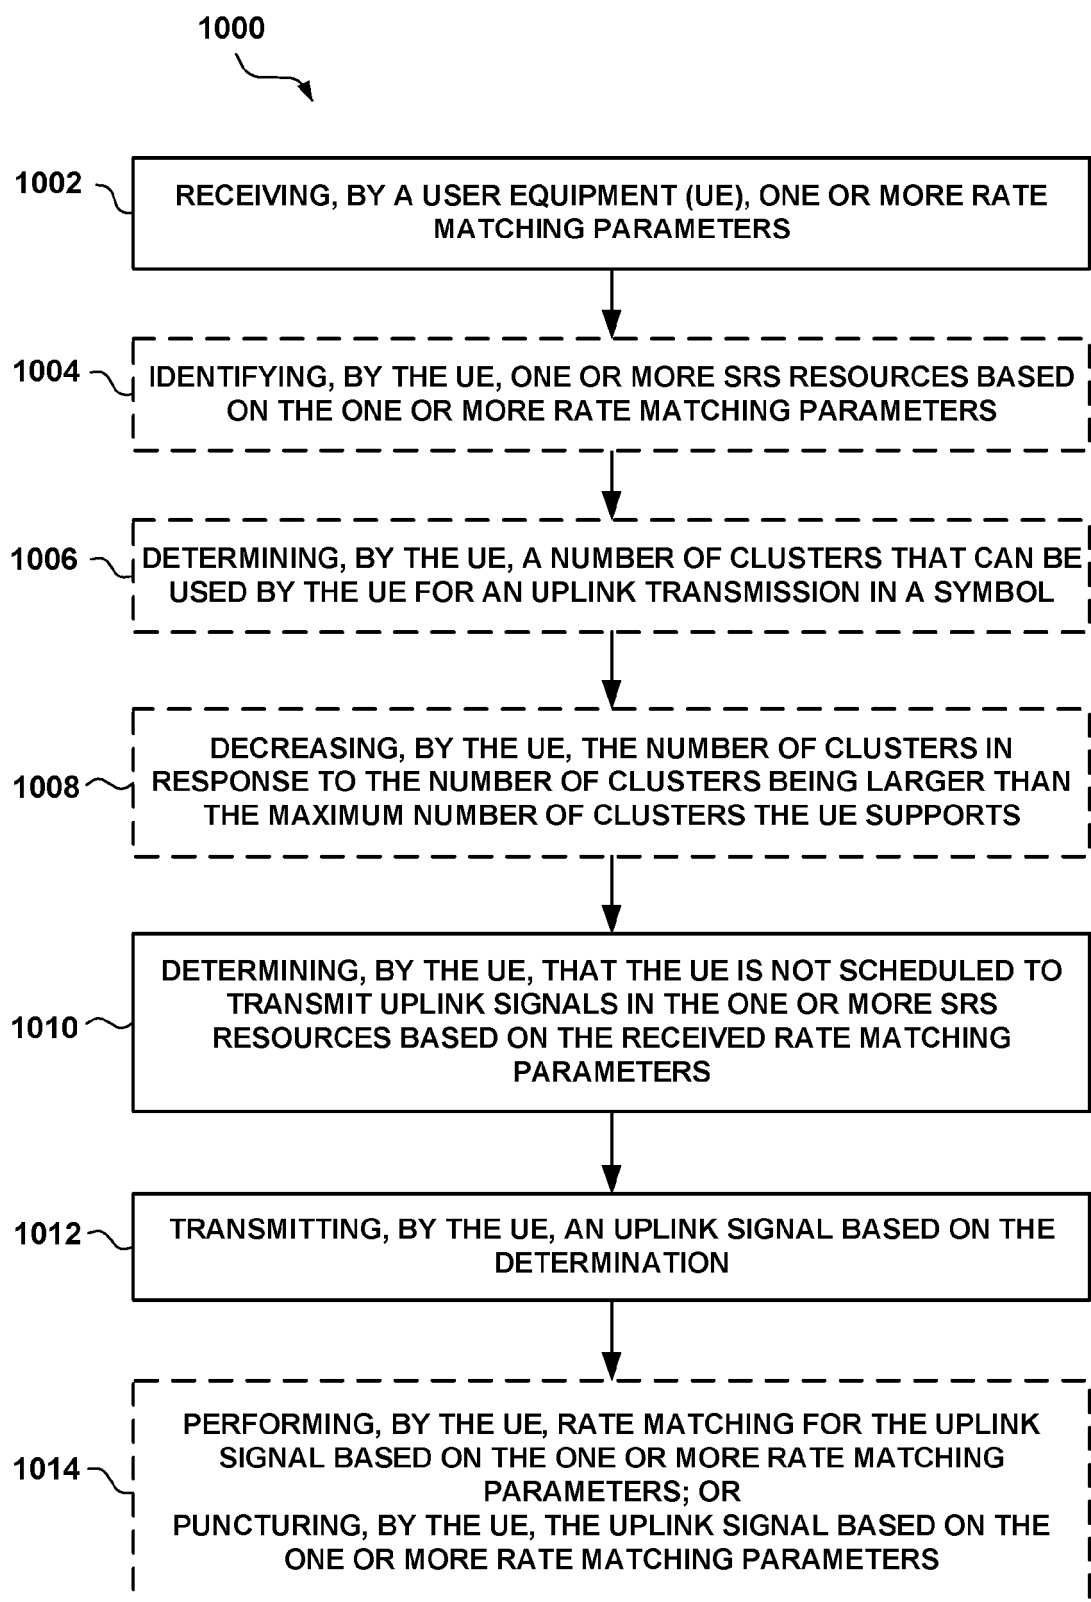 1000
1002
RECEIVING, BY A USER EQUIPMENT (UE), ONE OR MORE RATE
MATCHING PARAMETERS
1004
IDENTIFYING, BY THE UE, ONE OR MORE SRS RESOURCES BASED
ON THE ONE OR MORE RATE MATCHING PARAMETERS
1006
DETERMINING, BY THE UE, A NUMBER OF CLUSTERS THAT CAN BE
USED BY THE UE FOR AN UPLINK TRANSMISSION IN A SYMBOL
1008
DECREASING, BY THE UE, THE NUMBER OF CLUSTERS IN
RESPONSE TO THE NUMBER OF CLUSTERS BEING LARGER THAN
THE MAXIMUM NUMBER OF CLUSTERS THE UE SUPPORTS
1010
DETERMINING, BY THE UE, THAT THE UE IS NOT SCHEDULED TO
TRANSMIT UPLINK SIGNALS IN THE ONE OR MORE SRS
RESOURCES BASED ON THE RECEIVED RATE MATCHING
PARAMETERS
1012
TRANSMITTING, BY THE UE, AN UPLINK SIGNAL BASED ON THE
DETERMINATION
1014
PERFORMING, BY THE UE, RATE MATCHING FOR THE UPLINK
SIGNAL BASED ON THE ONE OR MORE RATE MATCHING
PARAMETERS; OR
PUNCTURING, BY THE UE, THE UPLINK SIGNAL BASED ON THE
ONE OR MORE RATE MATCHING PARAMETERS